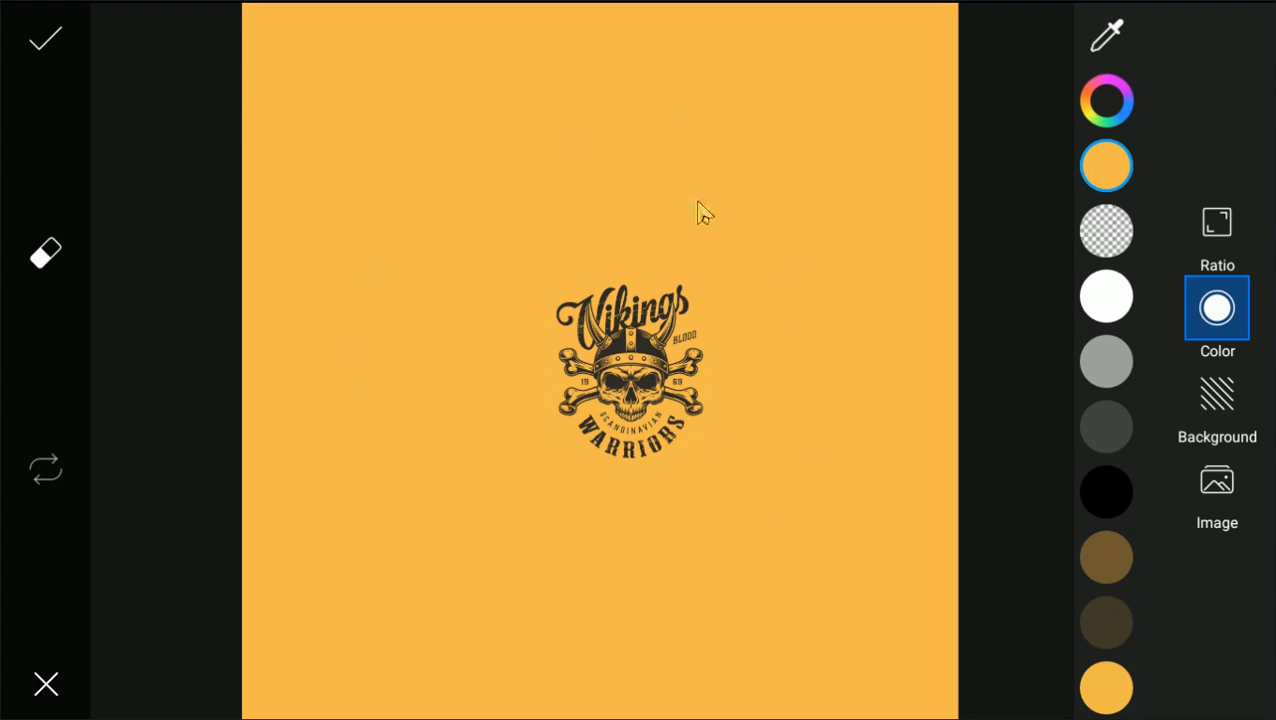 Vikings
BLOOD
19 69
SCANDINAVIAN
WARRIORS
Ratio
Color
Background
Image